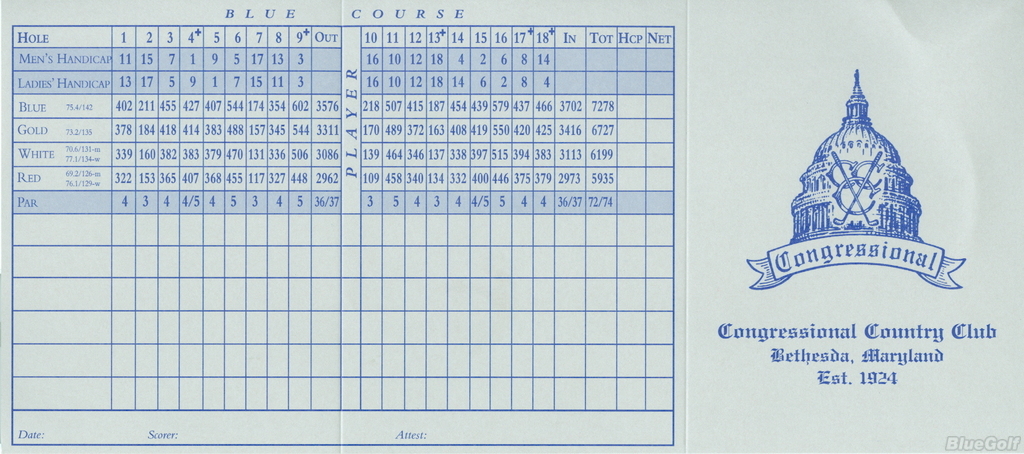 BLUE COURSE
HOLE 1 2 3 4+ 5 6 7 8 9+ OUT PLAYER 10 11 12 13+ 14 15 16 17+ 18+ IN TOT HCP NET
MEN'S HANDICAP 11 15 7 1 9 5 17 13 3 16 10 12 18 4 2 6 8 14
LADIES' HANDICAP 13 17 5 9 1 7 15 11 3 16 10 12 18 14 6 2 8 4
BLUE 75.4/142 402 211 455 427 407 544 174 354 602 3576 218 507 415 187 454 439 579 437 466 3702 7278
GOLD 73.2/135 378 184 418 414 383 488 157 345 544 3311 170 489 372 163 408 419 550 420 425 3416 6727
WHITE 70.6/131-m 77.1/134-w 339 160 382 383 379 470 131 336 506 3086 139 464 346 137 338 397 515 394 383 3113 6199
RED 69.2/126-m 76.1/129-w 322 153 365 407 368 455 117 327 448 2962 109 458 340 134 332 400 446 375 379 2973 5935
PAR 4 3 4 4/5 4 5 3 4 5 36/37 3 5 4 3 4 4/5 5 4 4 36/37 72/74
Date: Scorer: Attest:
Congressional
Congressional Country Club
Bethesda, Maryland
Est. 1924
BlueGolf